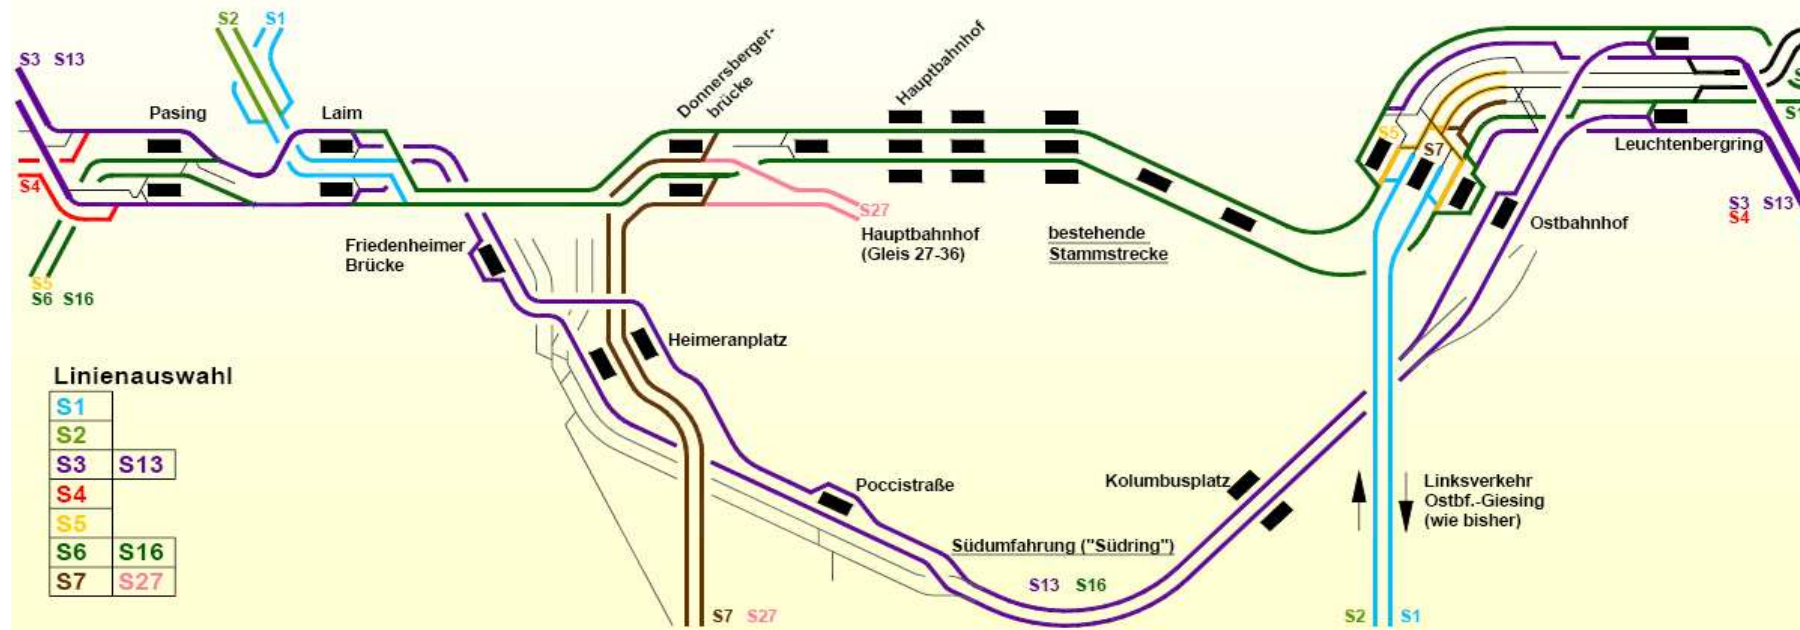 S2 S1
S3 S13
Pasing
Laim
S4
S5
S6 S16
Friedenheimer
Brücke
Donnersberger-
brücke
Hauptbahnhof
S27
Hauptbahnhof
(Gleis 27-36)
bestehende
Stammstrecke
S5
S7
Leuchtenbergring
Ostbahnhof
S3 S13
S4
Heimeranplatz
Linienauswahl
S1
S2
S3 S13
S4
S5
S6 S16
S7 S27
Poccistraße
Kolumbusplatz
Linksverkehr
Ostbf.-Giesing
(wie bisher)
Südumfahrung ("Südring")
S13 S16
S7 S27
S2 S1